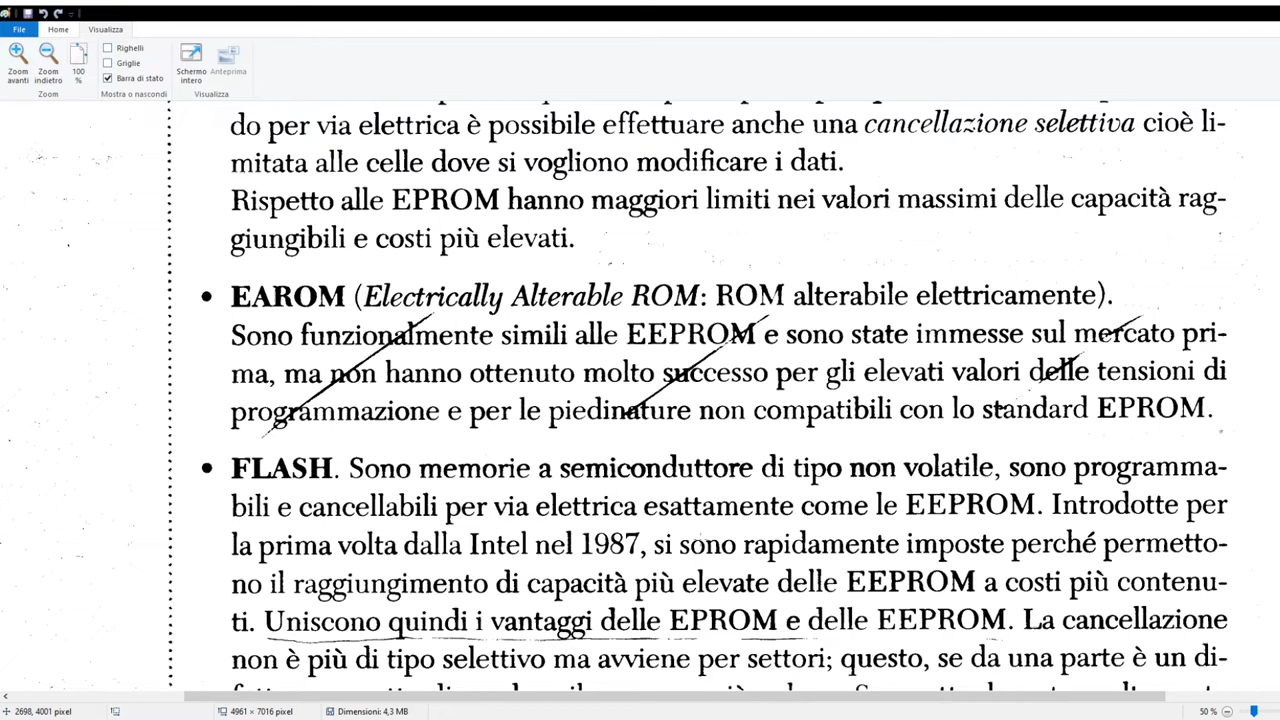 File Home Visualizza
Righelli
Griglie
Barra di stato
Zoom avanti
Zoom indietro
100 %
Schermo intero
Anteprima
Zoom
Mostra o nascondi
Visualizza
do per via elettrica è possibile effettuare anche una cancellazione selettiva cioè li-
mitata alle celle dove si vogliono modificare i dati.
Rispetto alle EPROM hanno maggiori limiti nei valori massimi delle capacità rag-
giungibili e costi più elevati.
• EAROM (Electrically Alterable ROM: ROM alterabile elettricamente).
Sono funzionalmente simili alle EEPROM e sono state immesse sul mercato pri-
ma, ma non hanno ottenuto molto successo per gli elevati valori delle tensioni di
programmazione e per le piedinature non compatibili con lo standard EPROM.
• FLASH. Sono memorie a semiconduttore di tipo non volatile, sono programma-
bili e cancellabili per via elettrica esattamente come le EEPROM. Introdotte per
la prima volta dalla Intel nel 1987, si sono rapidamente imposte perché permetto-
no il raggiungimento di capacità più elevate delle EEPROM a costi più contenu-
ti. Uniscono quindi i vantaggi delle EPROM e delle EEPROM. La cancellazione
non è più di tipo selettivo ma avviene per settori; questo, se da una parte è un di-
2698, 4001 pixel
4961 × 7016 pixel
Dimensioni: 4,3 MB
50 %